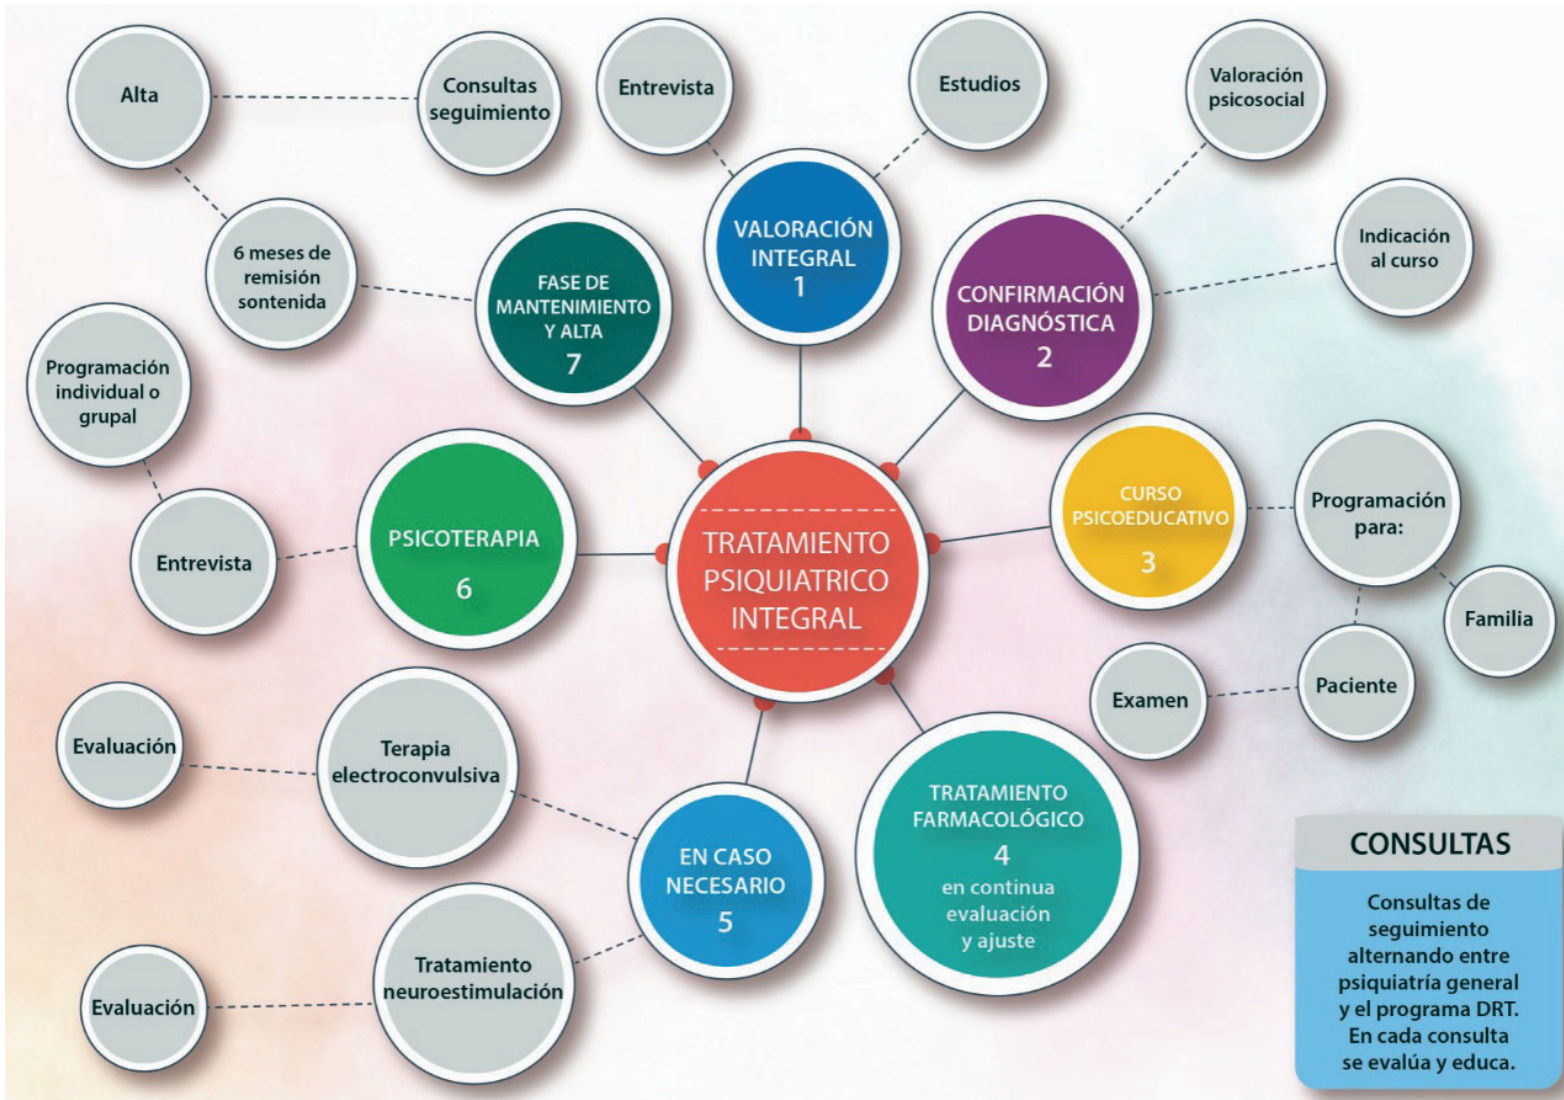 Alta
Consultas
seguimiento
Entrevista
Estudios
Valoración
psicosocial
VALORACIÓN
INTEGRAL
1
6 meses de
remisión
sontenida
FASE DE
MANTENIMIENTO
Y ALTA
7
CONFIRMACIÓN
DIAGNÓSTICA
2
Indicación
al curso
Programación
individual o
grupal
Entrevista
PSICOTERAPIA
6
TRATAMIENTO
PSIQUIATRICO
INTEGRAL
CURSO
PSICOEDUCATIVO
3
Programación
para:
Familia
Paciente
Examen
Evaluación
Terapia
electroconvulsiva
Evaluación
Tratamiento
neuroestimulación
EN CASO
NECESARIO
5
TRATAMIENTO
FARMACOLÓGICO
4
en continua
evaluación
y ajuste
CONSULTAS
Consultas de
seguimiento
alternando entre
psiquiatría general
y el programa DRT.
En cada consulta
se evalúa y educa.